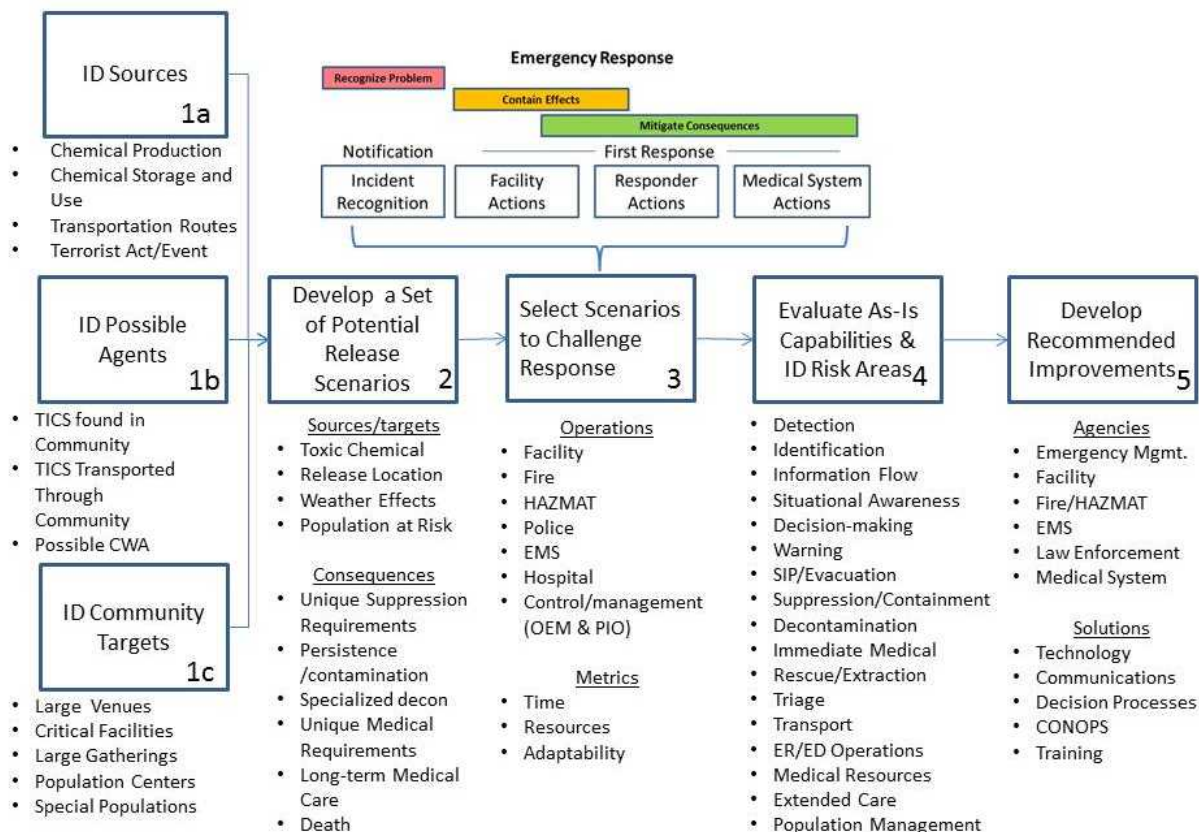 ID Sources
1a
• Chemical Production
• Chemical Storage and
Use
• Transportation Routes
• Terrorist Act/Event
ID Possible
Agents
1b
• TICS found in
Community
• TICS Transported
Through
Community
• Possible CWA
ID Community
Targets
1c
• Large Venues
• Critical Facilities
• Large Gatherings
• Population Centers
• Special Populations
Emergency Response
Recognize Problem
Contain Effects
Mitigate Consequences
Notification
First Response
Incident
Recognition
Facility
Actions
Responder
Actions
Medical System
Actions
Develop a Set
of Potential
Release
Scenarios
2
Sources/targets
• Toxic Chemical
• Release Location
• Weather Effects
• Population at Risk
Consequences
• Unique Suppression
Requirements
• Persistence
/contamination
• Specialized decon
• Unique Medical
Requirements
• Long-term Medical
Care
• Death
Select Scenarios
to Challenge
Response
3
Operations
• Facility
• Fire
• HAZMAT
• Police
• EMS
• Hospital
• Control/management
(OEM & PIO)
Metrics
• Time
• Resources
• Adaptability
Evaluate As-Is
Capabilities &
ID Risk Areas
4
• Detection
• Identification
• Information Flow
• Situational Awareness
• Decision-making
• Warning
• SIP/Evacuation
• Suppression/Containment
• Decontamination
• Immediate Medical
• Rescue/Extraction
• Triage
• Transport
• ER/ED Operations
• Medical Resources
• Extended Care
• Population Management
Develop
Recommended
Improvements
5
Agencies
• Emergency Mgmt.
• Facility
• Fire/HAZMAT
• EMS
• Law Enforcement
• Medical System
Solutions
• Technology
• Communications
• Decision Processes
• CONOPS
• Training